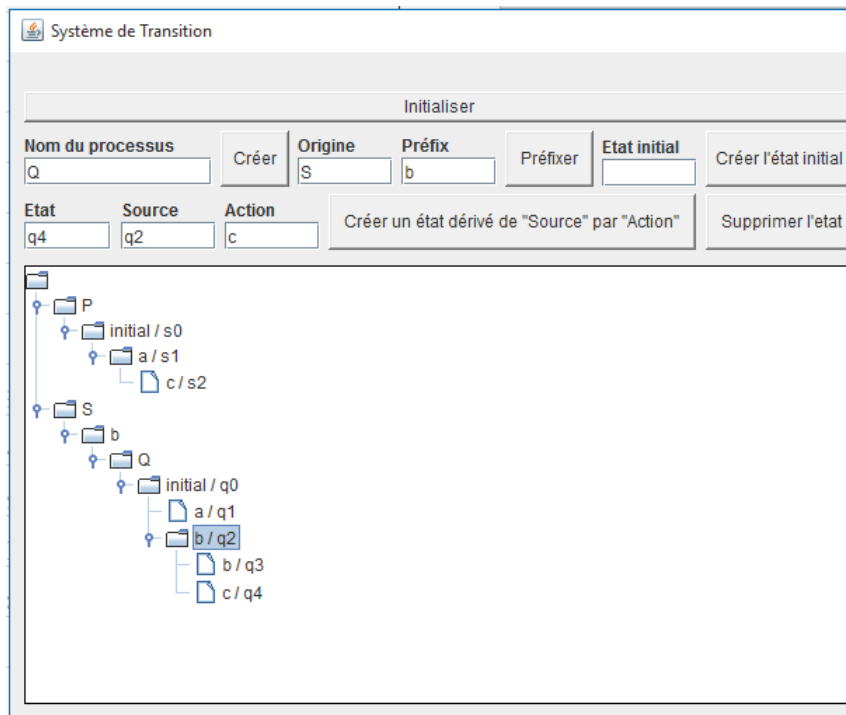 Système de Transition
Initialiser
Nom du processus Créer Origine Préfix Préfixer Etat initial Créer l'état initial
Q S b
Etat Source Action Créer un état dérivé de "Source" par "Action" Supprimer l'etat
q4 q2 c
P
initial / s0
a / s1
c / s2
S
b
Q
initial / q0
a / q1
b / q2
b / q3
c / q4